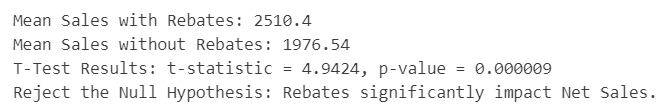 Mean Sales with Rebates: 2510.4
Mean Sales without Rebates: 1976.54
T-Test Results: t-statistic = 4.9424, p-value = 0.000009
Reject the Null Hypothesis: Rebates significantly impact Net Sales.